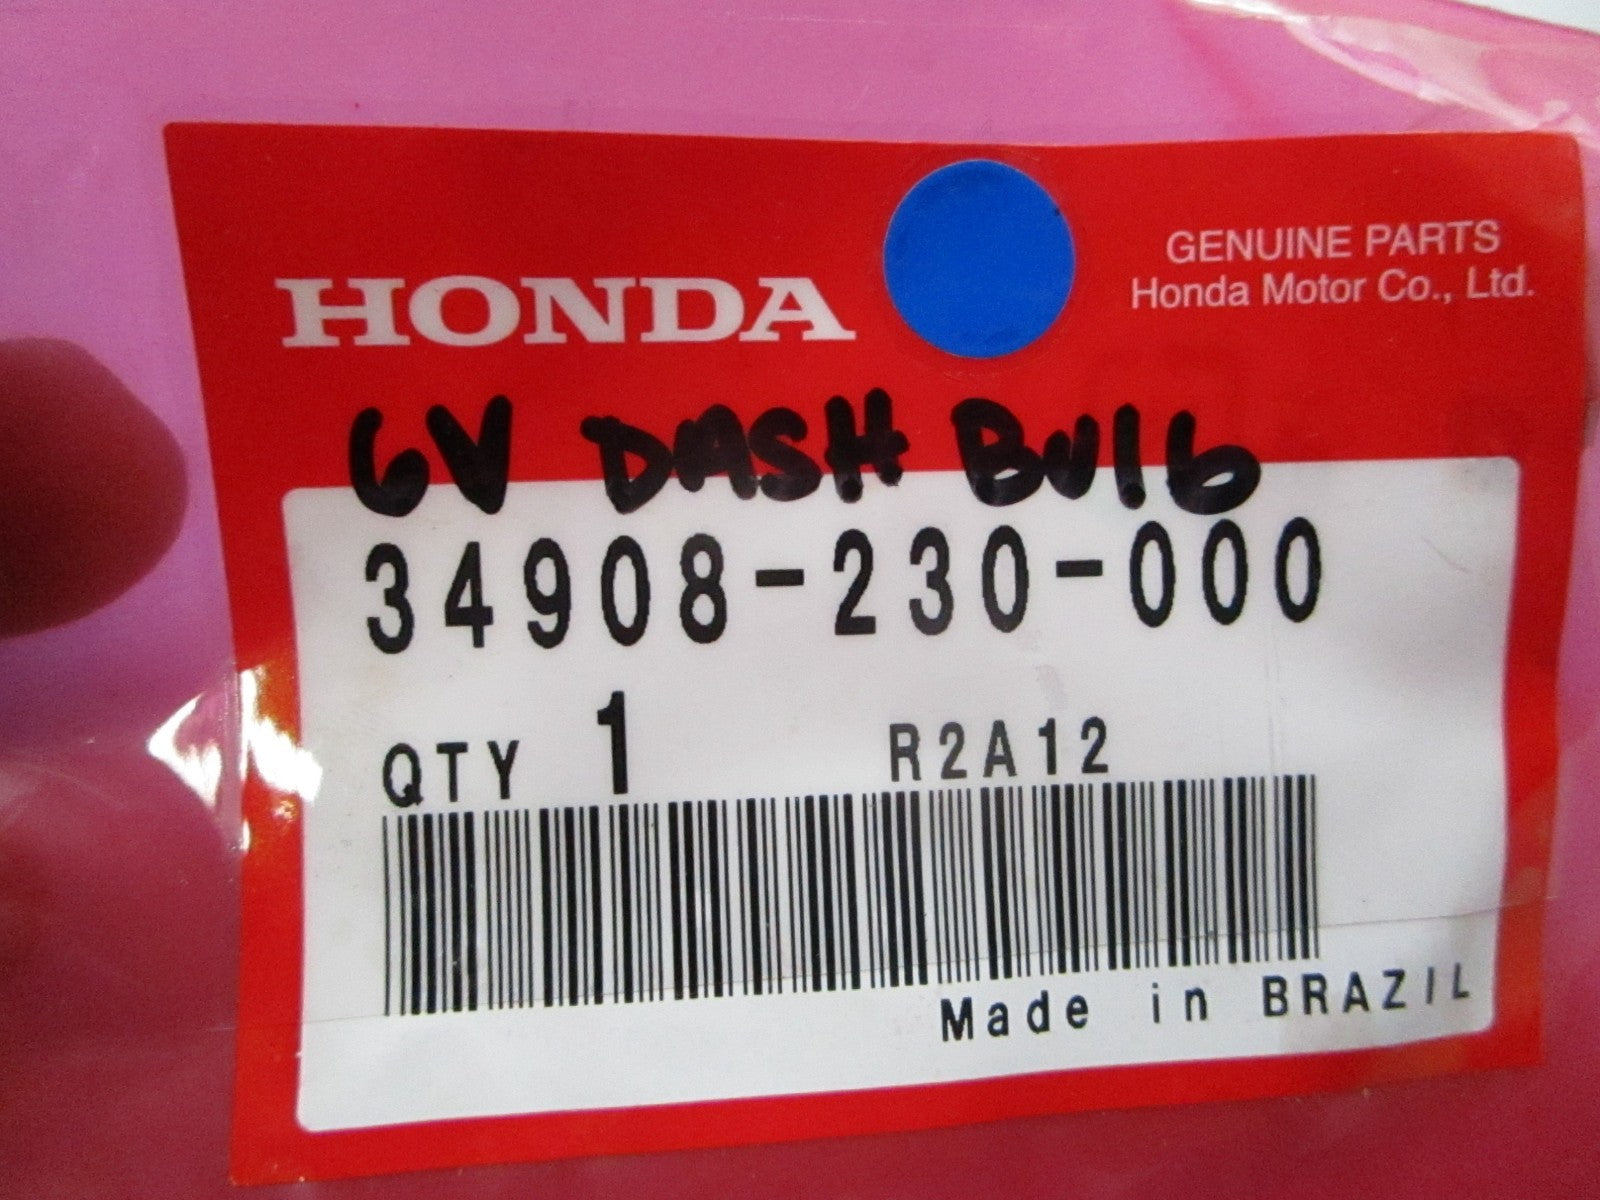 HONDA
GENUINE PARTS
Honda Motor Co., Ltd.
6V DASH BUlb
34908-230-000
QTY 1 R2A12
Made in BRAZIL